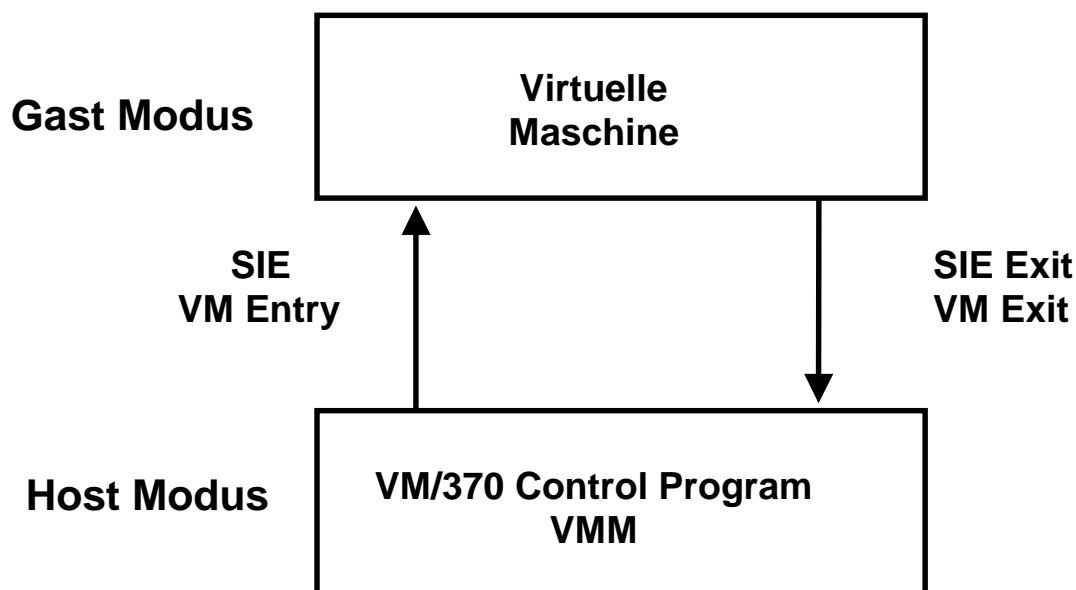 Gast Modus
Virtuelle
Maschine
SIE
VM Entry
SIE Exit
VM Exit
Host Modus
VM/370 Control Program
VMM